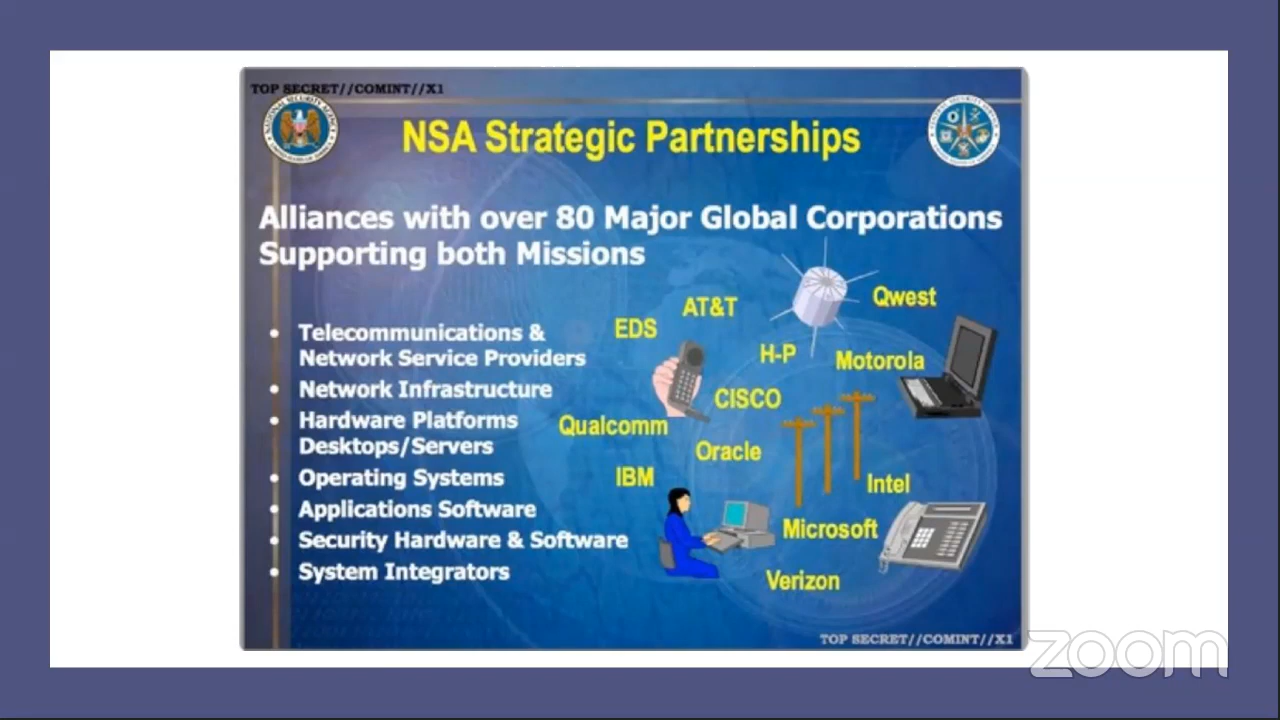 TOP SECRET//COMINT//X1
NSA Strategic Partnerships
Alliances with over 80 Major Global Corporations
Supporting both Missions
• Telecommunications &
Network Service Providers
• Network Infrastructure
• Hardware Platforms
Desktops/Servers
• Operating Systems
• Applications Software
• Security Hardware & Software
• System Integrators
Qwest
AT&T
EDS
H-P
Motorola
CISCO
Qualcomm
Oracle
IBM
Intel
Microsoft
Verizon
TOP SECRET//COMINT//X1
zoom